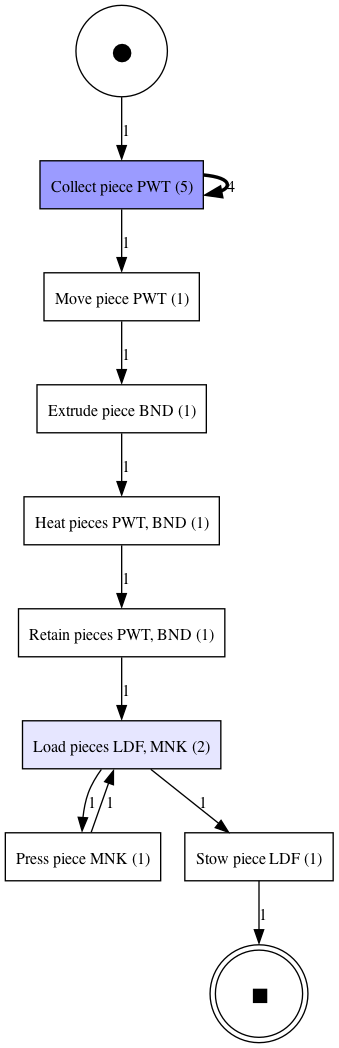 1
Collect piece PWT (5)
4
1
Move piece PWT (1)
1
Extrude piece BND (1)
1
Heat pieces PWT, BND (1)
1
Retain pieces PWT, BND (1)
1
Load pieces LDF, MNK (2)
1 1 1
Press piece MNK (1) Stow piece LDF (1)
1